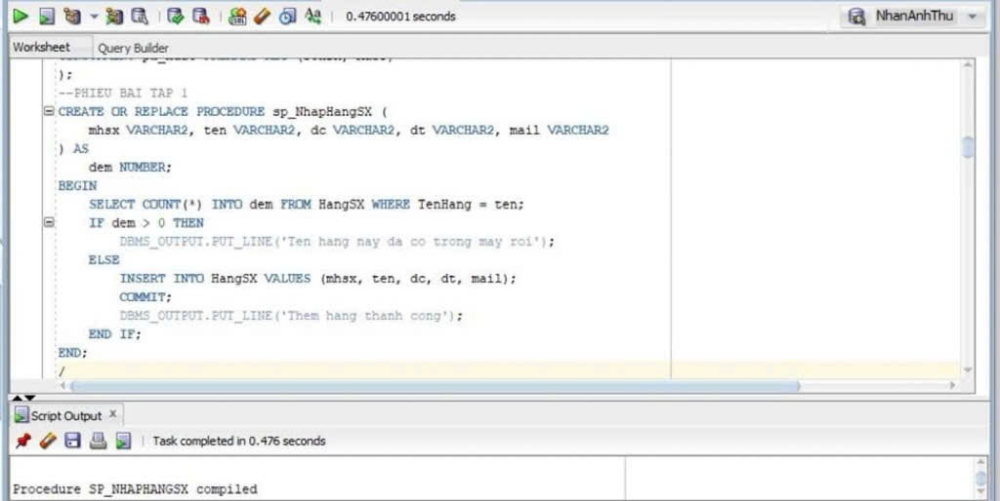 0.47600001 seconds
NhanAnhThu
Worksheet Query Builder
);
--PHIEU BAI TAP 1
CREATE OR REPLACE PROCEDURE sp_NhapHangSX (
mhsx VARCHAR2, ten VARCHAR2, dc VARCHAR2, dt VARCHAR2, mail VARCHAR2
) AS
dem NUMBER;
BEGIN
SELECT COUNT(*) INTO dem FROM HangSX WHERE TenHang = ten;
IF dem > 0 THEN
DBMS_OUTPUT.PUT_LINE('Ten hang nay da co trong may roi');
ELSE
INSERT INTO HangSX VALUES (mhsx, ten, dc, dt, mail);
COMMIT;
DBMS_OUTPUT.PUT_LINE('Them hang thanh cong');
END IF;
END;
/
Script Output x
Task completed in 0.476 seconds
Procedure SP_NHAPHANGSX compiled